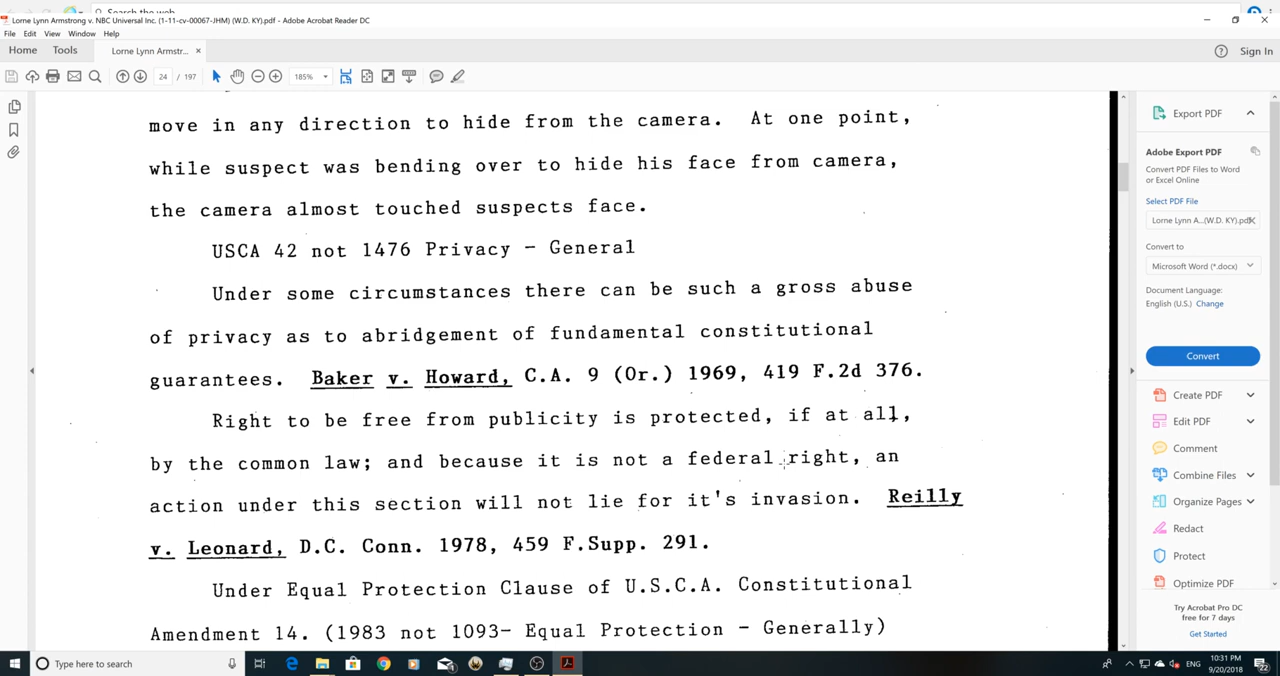 Search the web
Lorne Lynn Armstrong v. NBC Universal Inc. (1-11-cv-00067-JHM) (W.D. KY).pdf - Adobe Acrobat Reader DC
File Edit View Window Help
Home Tools Lorne Lynn Armstr... × Sign In
24 / 197 185%
move in any direction to hide from the camera. At one point,
while suspect was bending over to hide his face from camera,
the camera almost touched suspects face.
USCA 42 not 1476 Privacy - General
Under some circumstances there can be such a gross abuse
of privacy as to abridgement of fundamental constitutional
guarantees. Baker v. Howard, C.A. 9 (Or.) 1969, 419 F.2d 376.
Right to be free from publicity is protected, if at all,
by the common law; and because it is not a federal right, an
action under this section will not lie for it's invasion. Reilly
v. Leonard, D.C. Conn. 1978, 459 F.Supp. 291.
Under Equal Protection Clause of U.S.C.A. Constitutional
Amendment 14. (1983 not 1093- Equal Protection - Generally)
Export PDF
Adobe Export PDF
Convert PDF Files to Word
or Excel Online
Select PDF File
Lorne Lynn A...(W.D. KY).pdf
Convert to
Microsoft Word (*.docx)
Document Language:
English (U.S.) Change
Convert
Create PDF
Edit PDF
Comment
Combine Files
Organize Pages
Redact
Protect
Optimize PDF
Try Acrobat Pro DC
free for 7 days
Get Started
Type here to search
ENG
10:31 PM
9/20/2018
22